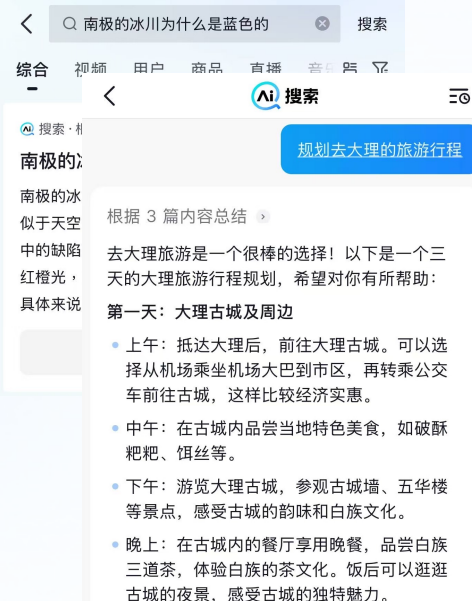 南极的冰川为什么是蓝色的
搜索
综合 视频 用户 商品 直播 音
Ai 搜索
Ai 搜索 ·
规划去大理的旅游行程
南极的
南极的冰
似于天空
中的缺陷
红橙光，
具体来说
根据 3 篇内容总结
去大理旅游是一个很棒的选择！以下是一个三
天的大理旅游行程规划，希望对你有所帮助：
第一天：大理古城及周边
上午：抵达大理后，前往大理古城。可以选
择从机场乘坐机场大巴到市区，再转乘公交
车前往古城，这样比较经济实惠。
中午：在古城内品尝当地特色美食，如破酥
粑粑、饵丝等。
下午：游览大理古城，参观古城墙、五华楼
等景点，感受古城的韵味和白族文化。
晚上：在古城内的餐厅享用晚餐，品尝白族
三道茶，体验白族的茶文化。饭后可以逛逛
古城的夜景，感受古城的独特魅力。